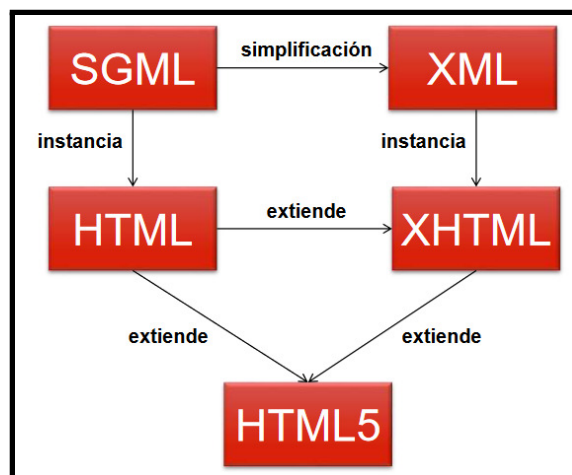 SGML
simplificación
XML
instancia
instancia
HTML
extiende
XHTML
extiende
extiende
HTML5